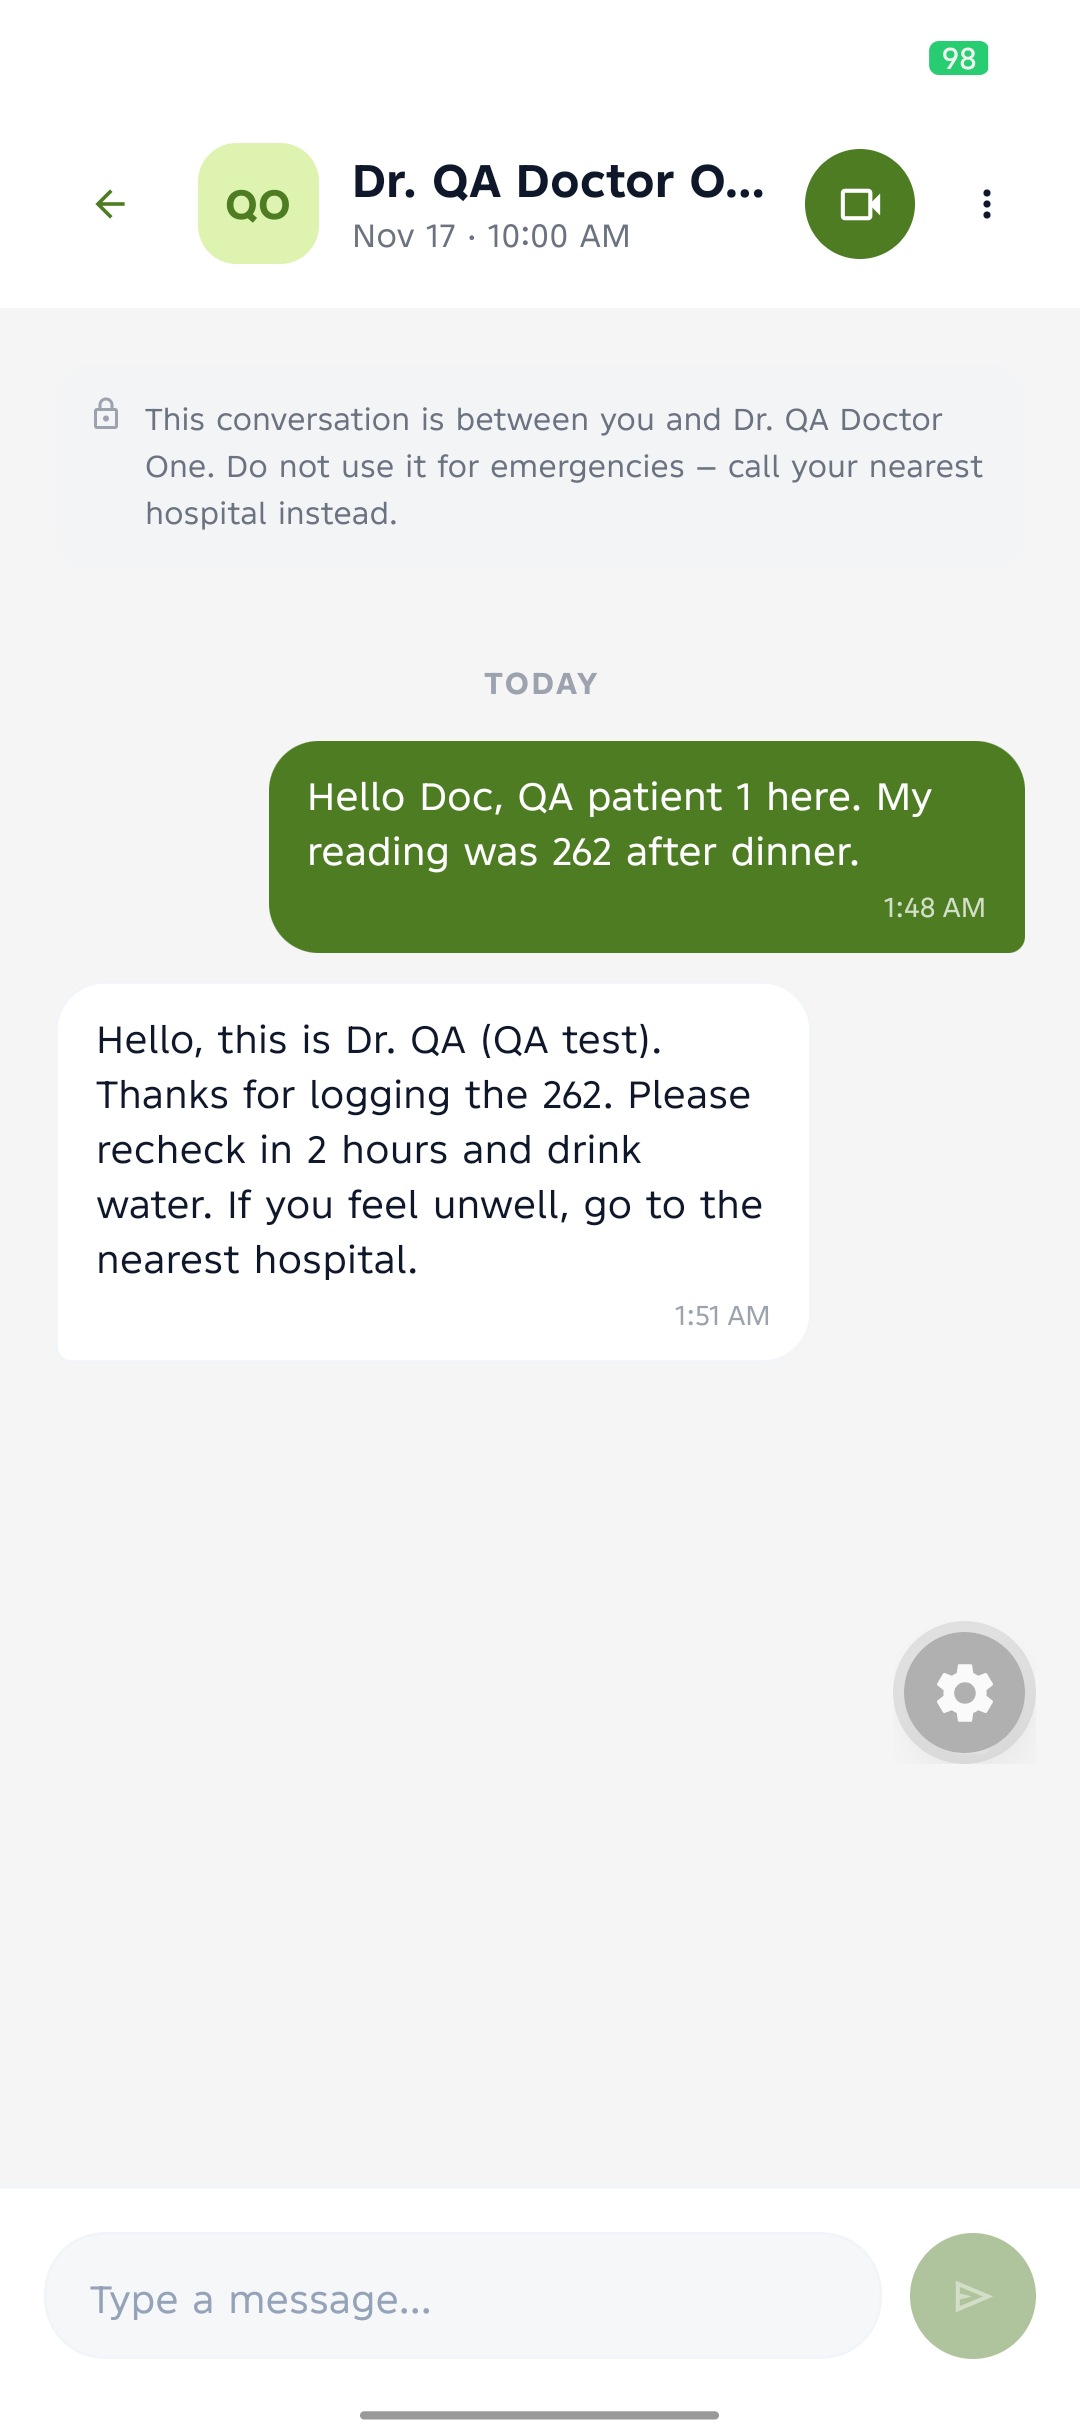 98
QO
Dr. QA Doctor O...
Nov 17 · 10:00 AM
This conversation is between you and Dr. QA Doctor
One. Do not use it for emergencies – call your nearest
hospital instead.
TODAY
Hello Doc, QA patient 1 here. My
reading was 262 after dinner.
1:48 AM
Hello, this is Dr. QA (QA test).
Thanks for logging the 262. Please
recheck in 2 hours and drink
water. If you feel unwell, go to the
nearest hospital.
1:51 AM
Type a message...